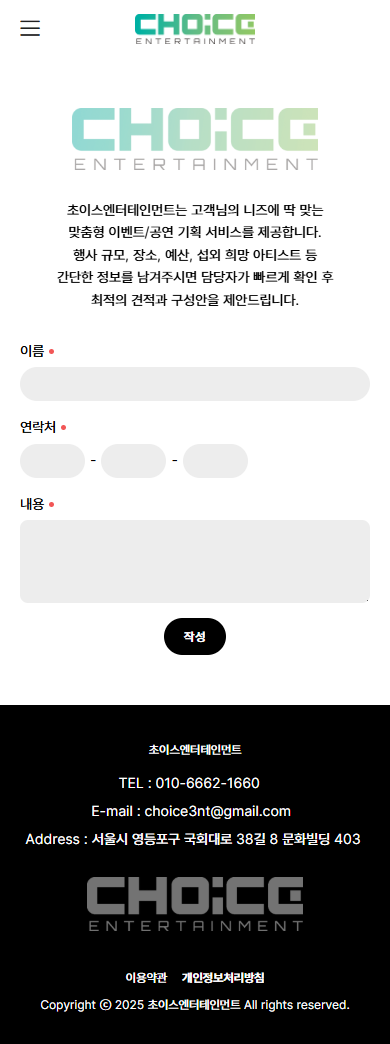 CHOICE
ENTERTAINMENT
CHOICE
ENTERTAINMENT
초이스엔터테인먼트는 고객님의 니즈에 딱 맞는
맞춤형 이벤트/공연 기획 서비스를 제공합니다.
행사 규모, 장소, 예산, 섭외 희망 아티스트 등
간단한 정보를 남겨주시면 담당자가 빠르게 확인 후
최적의 견적과 구성안을 제안드립니다.
이름
연락처
- -
내용
작성
초이스엔터테인먼트
TEL : 010-6662-1660
E-mail : choice3nt@gmail.com
Address : 서울시 영등포구 국회대로 38길 8 문화빌딩 403
CHOICE
ENTERTAINMENT
이용약관 개인정보처리방침
Copyright ⓒ 2025 초이스엔터테인먼트 All rights reserved.